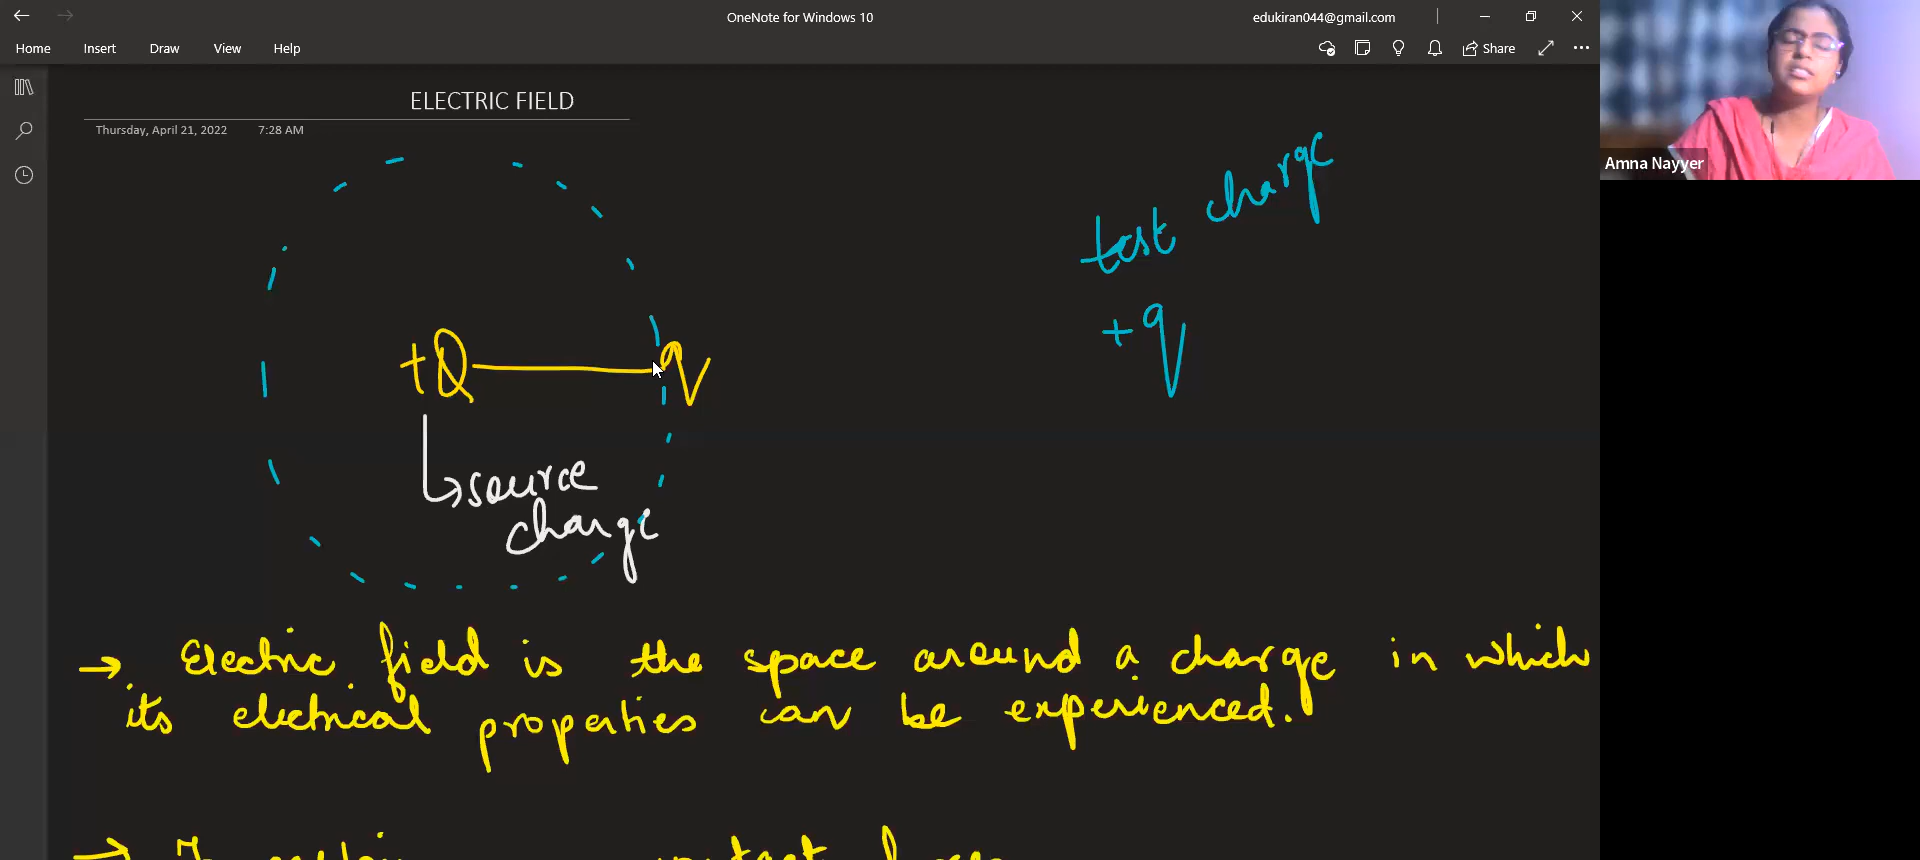 OneNote for Windows 10
edukiran044@gmail.com
Home Insert Draw View Help
Share
Amna Nayyer
ELECTRIC FIELD
Thursday, April 21, 2022 7:28 AM
test charge
+q
+Q q
source
charge
→ Electric field is the space around a charge in which
its electrical properties can be experienced.